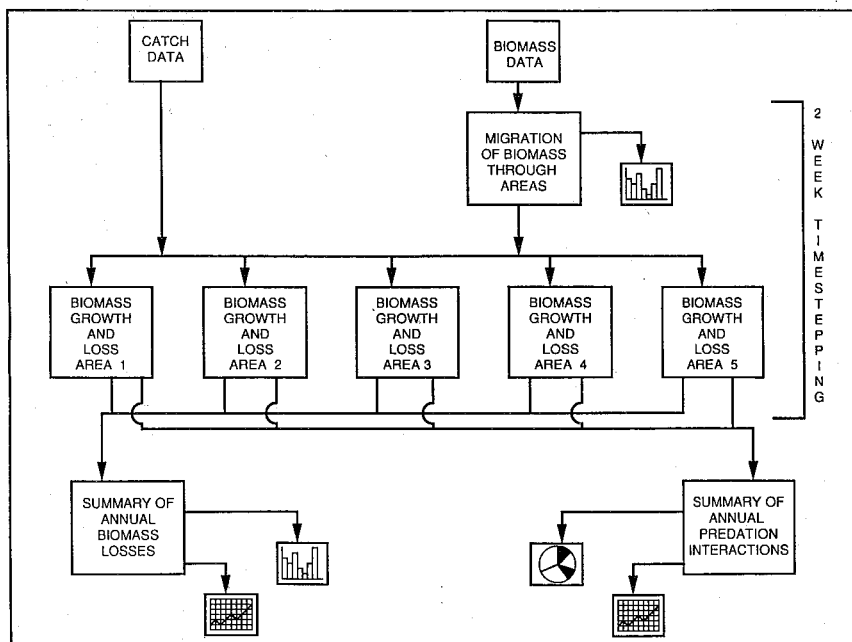 CATCH
DATA
BIOMASS
DATA
MIGRATION
OF BIOMASS
THROUGH
AREAS
2 WEEK TIMESTEPPING
BIOMASS
GROWTH
AND
LOSS
AREA 1
BIOMASS
GROWTH
AND
LOSS
AREA 2
BIOMASS
GROWTH
AND
LOSS
AREA 3
BIOMASS
GROWTH
AND
LOSS
AREA 4
BIOMASS
GROWTH
AND
LOSS
AREA 5
SUMMARY OF
ANNUAL
BIOMASS
LOSSES
SUMMARY OF
ANNUAL
PREDATION
INTERACTIONS